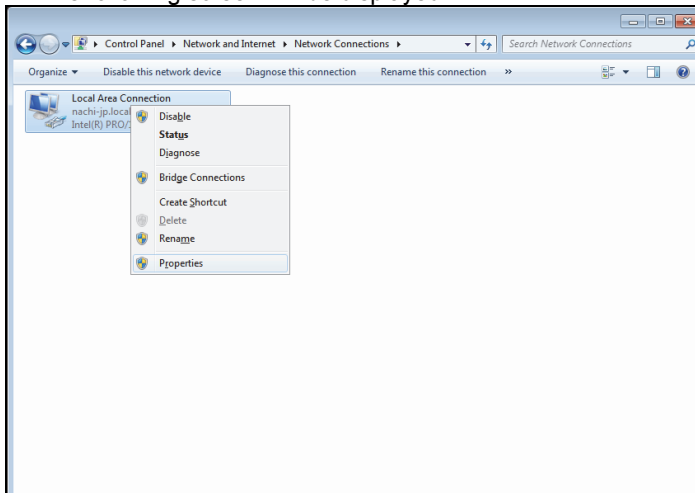 Control Panel ▸ Network and Internet ▸ Network Connections ▸
Search Network Connections
Organize ▾ Disable this network device Diagnose this connection Rename this connection »
Local Area Connection
nachi-jp.local
Intel(R) PRO/
Disable
Status
Diagnose
Bridge Connections
Create Shortcut
Delete
Rename
Properties